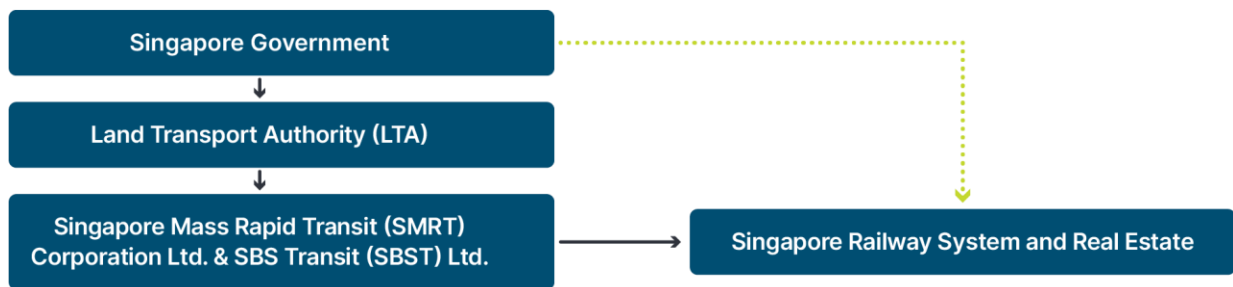 Singapore Government
Land Transport Authority (LTA)
Singapore Mass Rapid Transit (SMRT)
Corporation Ltd. & SBS Transit (SBST) Ltd.
Singapore Railway System and Real Estate